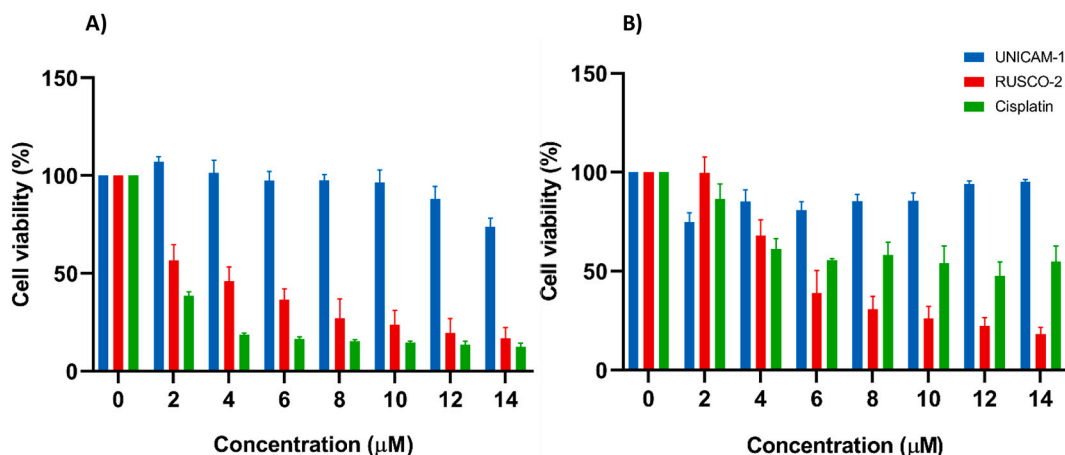 A)
150
100
50
0
Cell viability (%)
0 2 4 6 8 10 12 14
Concentration (μM)
B)
UNICAM-1
RUSCO-2
Cisplatin
150
100
50
0
Cell viability (%)
0 2 4 6 8 10 12 14
Concentration (μM)